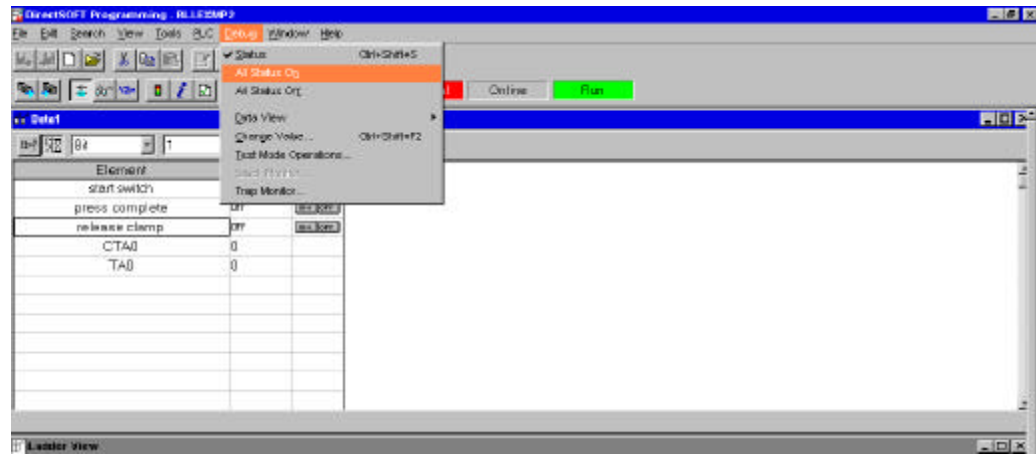 DirectSOFT Programming - RLLEXMP2
File Edit Search View Tools PLC Debug Window Help
Status Ctrl+Shift+S
All Status On
All Status Off
Online Run
Data View
Change Value... Ctrl+Shift+F2
Test Mode Operations...
Trap Monitor...
Data1
Element
start switch
press complete Off
release clamp Off
CTA0 0
TA0 0
Ladder View